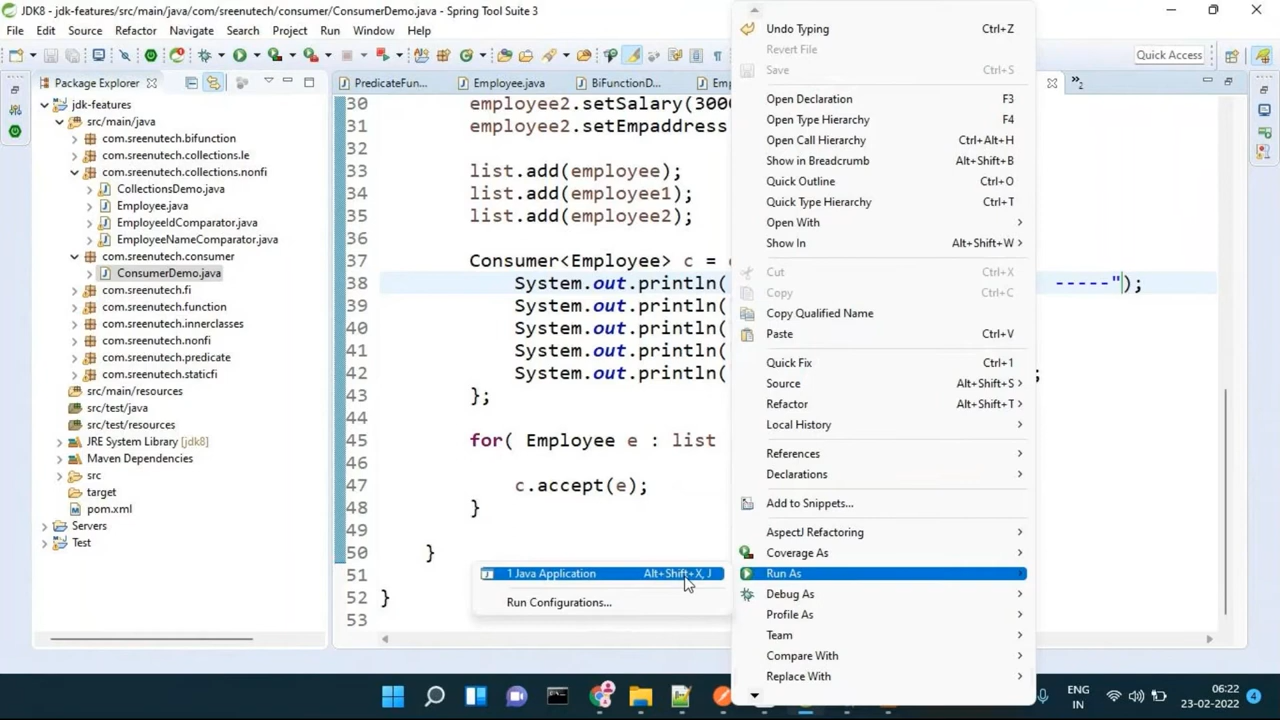 JDK8 - jdk-features/src/main/java/com/sreenutech/consumer/ConsumerDemo.java - Spring Tool Suite 3
File Edit Source Refactor Navigate Search Project Run Window Help
Quick Access
Package Explorer
jdk-features
src/main/java
com.sreenutech.bifunction
com.sreenutech.collections.le
com.sreenutech.collections.nonfi
CollectionsDemo.java
Employee.java
EmployeeIdComparator.java
EmployeeNameComparator.java
com.sreenutech.consumer
ConsumerDemo.java
com.sreenutech.fi
com.sreenutech.function
com.sreenutech.innerclasses
com.sreenutech.nonfi
com.sreenutech.predicate
com.sreenutech.staticfi
src/main/resources
src/test/java
src/test/resources
JRE System Library [jdk8]
Maven Dependencies
src
target
pom.xml
Servers
Test
PredicateFun... Employee.java BiFunctionD... Em »2
30 employee2.setSalary(300
31 employee2.setEmpaddress
32
33 list.add(employee);
34 list.add(employee1);
35 list.add(employee2);
36
37 Consumer<Employee> c =
38 System.out.println( -----");
39 System.out.println(
40 System.out.println(
41 System.out.println(
42 System.out.println( ;
43 };
44
45 for( Employee e : list
46
47 c.accept(e);
48 }
49
50 }
51
52 }
53
1 Java Application Alt+Shift+X, J
Run Configurations...
Undo Typing Ctrl+Z
Revert File
Save Ctrl+S
Open Declaration F3
Open Type Hierarchy F4
Open Call Hierarchy Ctrl+Alt+H
Show in Breadcrumb Alt+Shift+B
Quick Outline Ctrl+O
Quick Type Hierarchy Ctrl+T
Open With
Show In Alt+Shift+W
Cut Ctrl+X
Copy Ctrl+C
Copy Qualified Name
Paste Ctrl+V
Quick Fix Ctrl+1
Source Alt+Shift+S
Refactor Alt+Shift+T
Local History
References
Declarations
Add to Snippets...
AspectJ Refactoring
Coverage As
Run As
Debug As
Profile As
Team
Compare With
Replace With
ENG
IN
06:22
23-02-2022
4